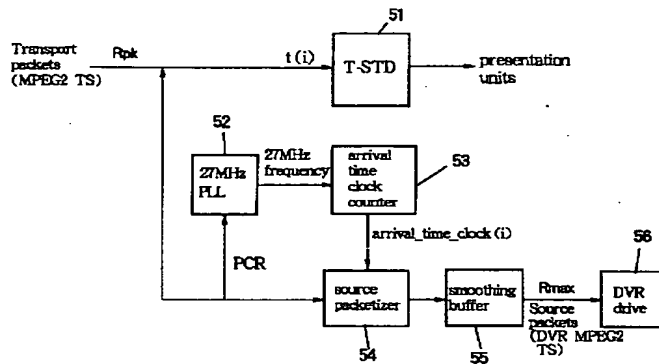 51
Transport
packets
(MPEG2 TS)
Rpk
t(i)
T-STD
presentation
units
52
27MHz
PLL
27MHz
frequency
arrival
time
clock
counter
53
arrival_time_clock(i)
PCR
source
packetizer
54
smoothing
buffer
55
Rmax
Source
packets
(DVR MPEG2
TS)
56
DVR
drive